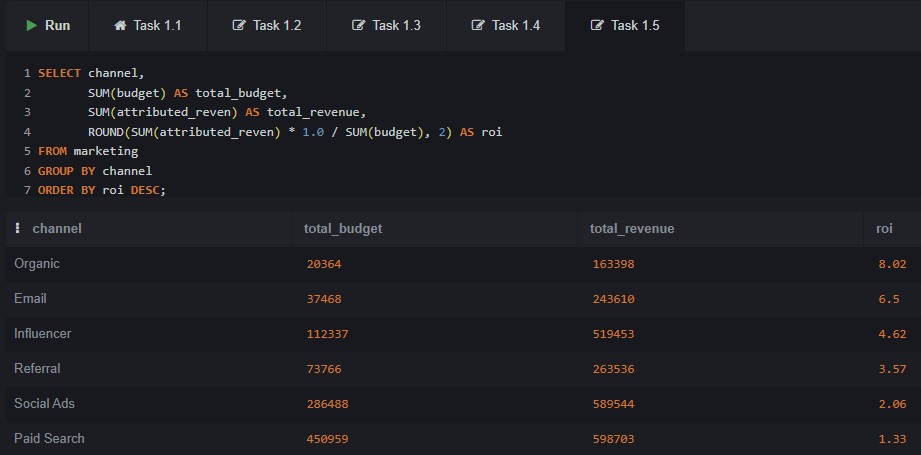 Run Task 1.1 Task 1.2 Task 1.3 Task 1.4 Task 1.5
1 SELECT channel,
2 SUM(budget) AS total_budget,
3 SUM(attributed_reven) AS total_revenue,
4 ROUND(SUM(attributed_reven) * 1.0 / SUM(budget), 2) AS roi
5 FROM marketing
6 GROUP BY channel
7 ORDER BY roi DESC;
channel total_budget total_revenue roi
Organic 20364 163398 8.02
Email 37468 243610 6.5
Influencer 112337 519453 4.62
Referral 73766 263536 3.57
Social Ads 286488 589544 2.06
Paid Search 450959 598703 1.33